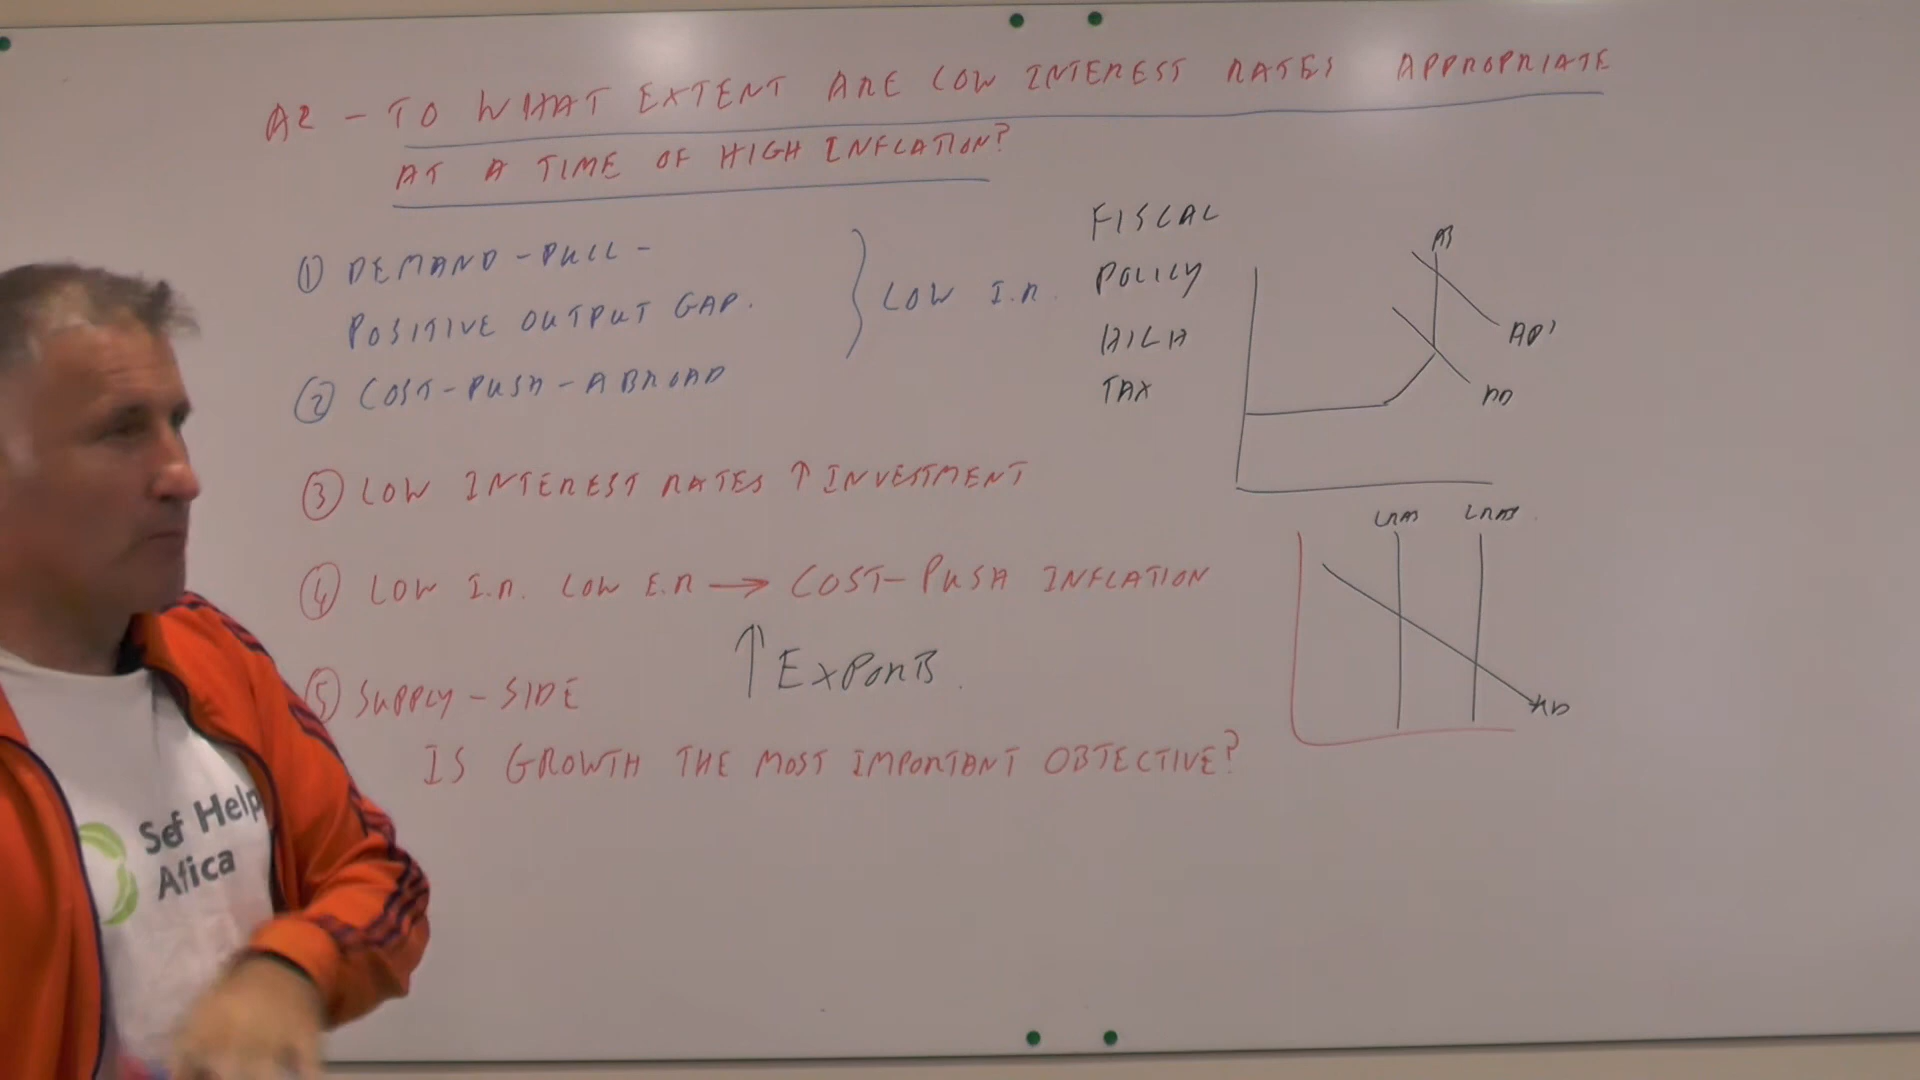 A2 - TO WHAT EXTENT ARE LOW INTEREST RATES APPROPRIATE
AT A TIME OF HIGH INFLATION?
① DEMAND - PULL -
POSITIVE OUTPUT GAP.
② COST - PUSH - ABROAD
LOW I.R.
FISCAL
POLICY
HIGH
TAX
AS
AD'
AD
③ LOW INTEREST RATES ↑ INVESTMENT
④ LOW I.R. LOW E.R → COST - PUSH INFLATION
↑ EXPORTS.
⑤ SUPPLY - SIDE
IS GROWTH THE MOST IMPORTANT OBJECTIVE?
LRAS LRAS
AD
Self Help
Africa